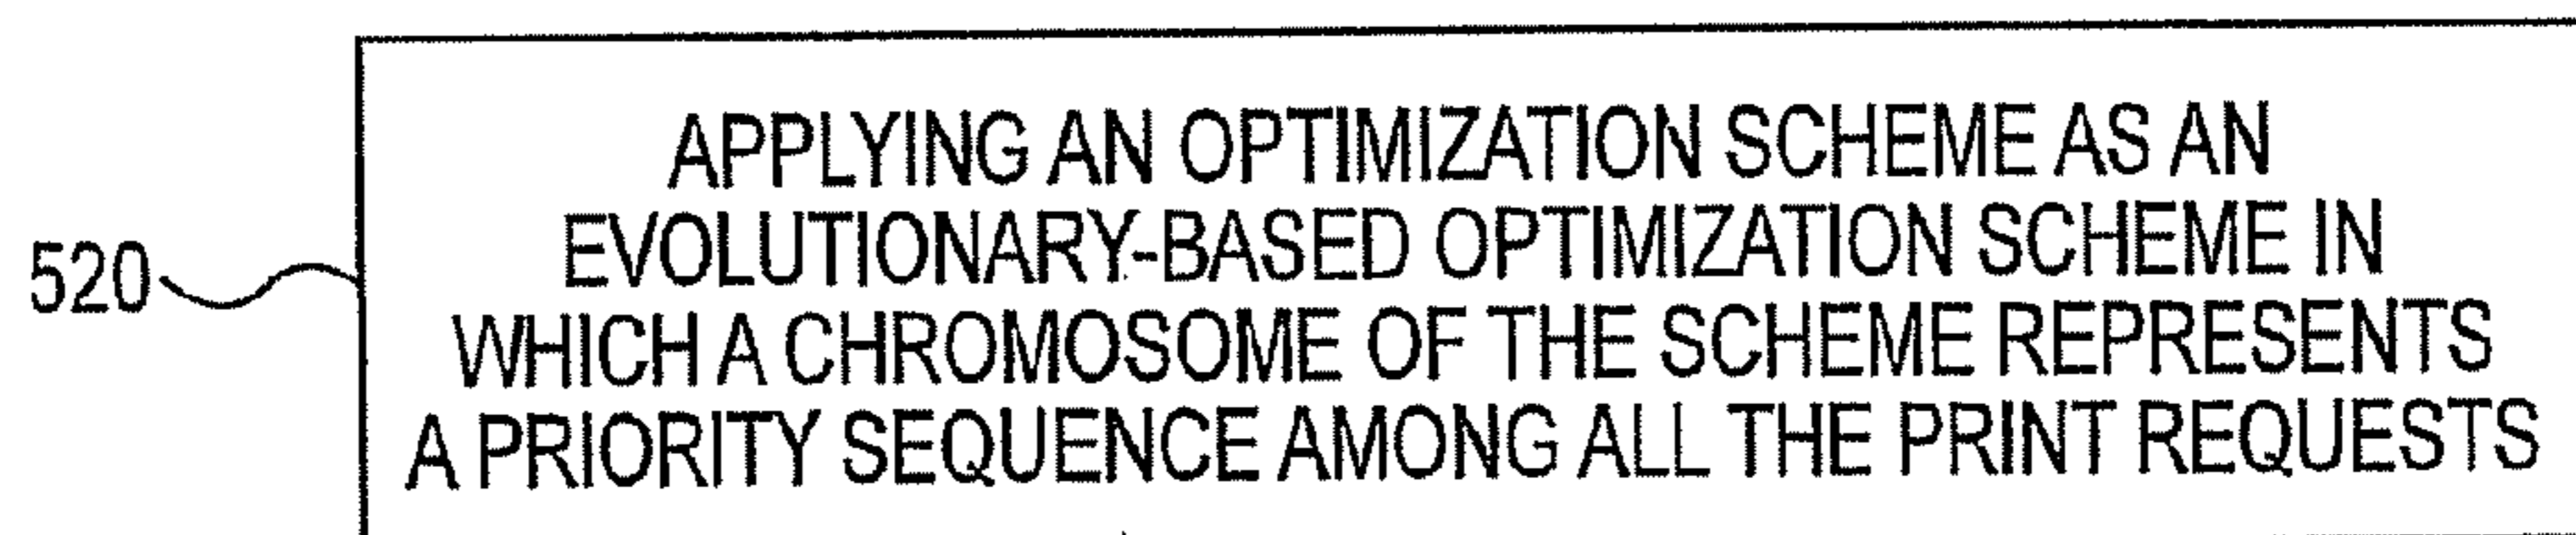 APPLYING AN OPTIMIZATION SCHEME AS AN
EVOLUTIONARY-BASED OPTIMIZATION SCHEME IN
520
WHICH A CHROMOSOME OF THE SCHEME REPRESENTS
A PRIORITY SEQUENCE AMONG ALL THE PRINT REQUESTS